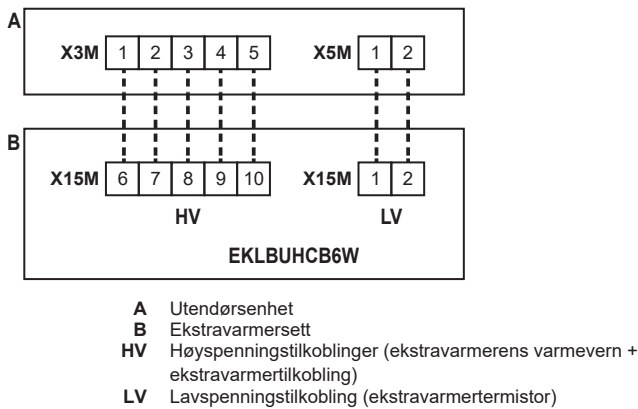 A
X3M 1 2 3 4 5 X5M 1 2
B
X15M 6 7 8 9 10 X15M 1 2
HV LV
EKLBUHCB6W
A Utendørsenhet
B Ekstravarmersett
HV Høyspenningstilkoblinger (ekstravarmerens varmevern +
ekstravarmertilkobling)
LV Lavspenningstilkobling (ekstravarmertermistor)